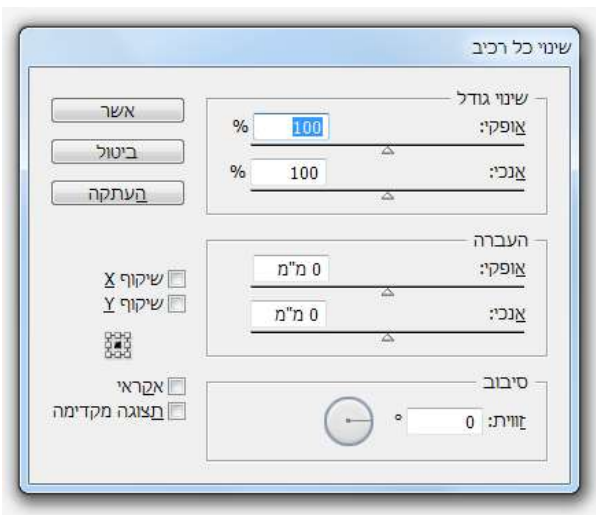 שינוי כל רכיב
שינוי גודל
אופקי: 100 %
אנכי: 100 %
העברה
אופקי: 0 מ"מ
אנכי: 0 מ"מ
סיבוב
זווית: 0 °
אשר
ביטול
העתקה
שיקוף X
שיקוף Y
אקראי
תצוגה מקדימה